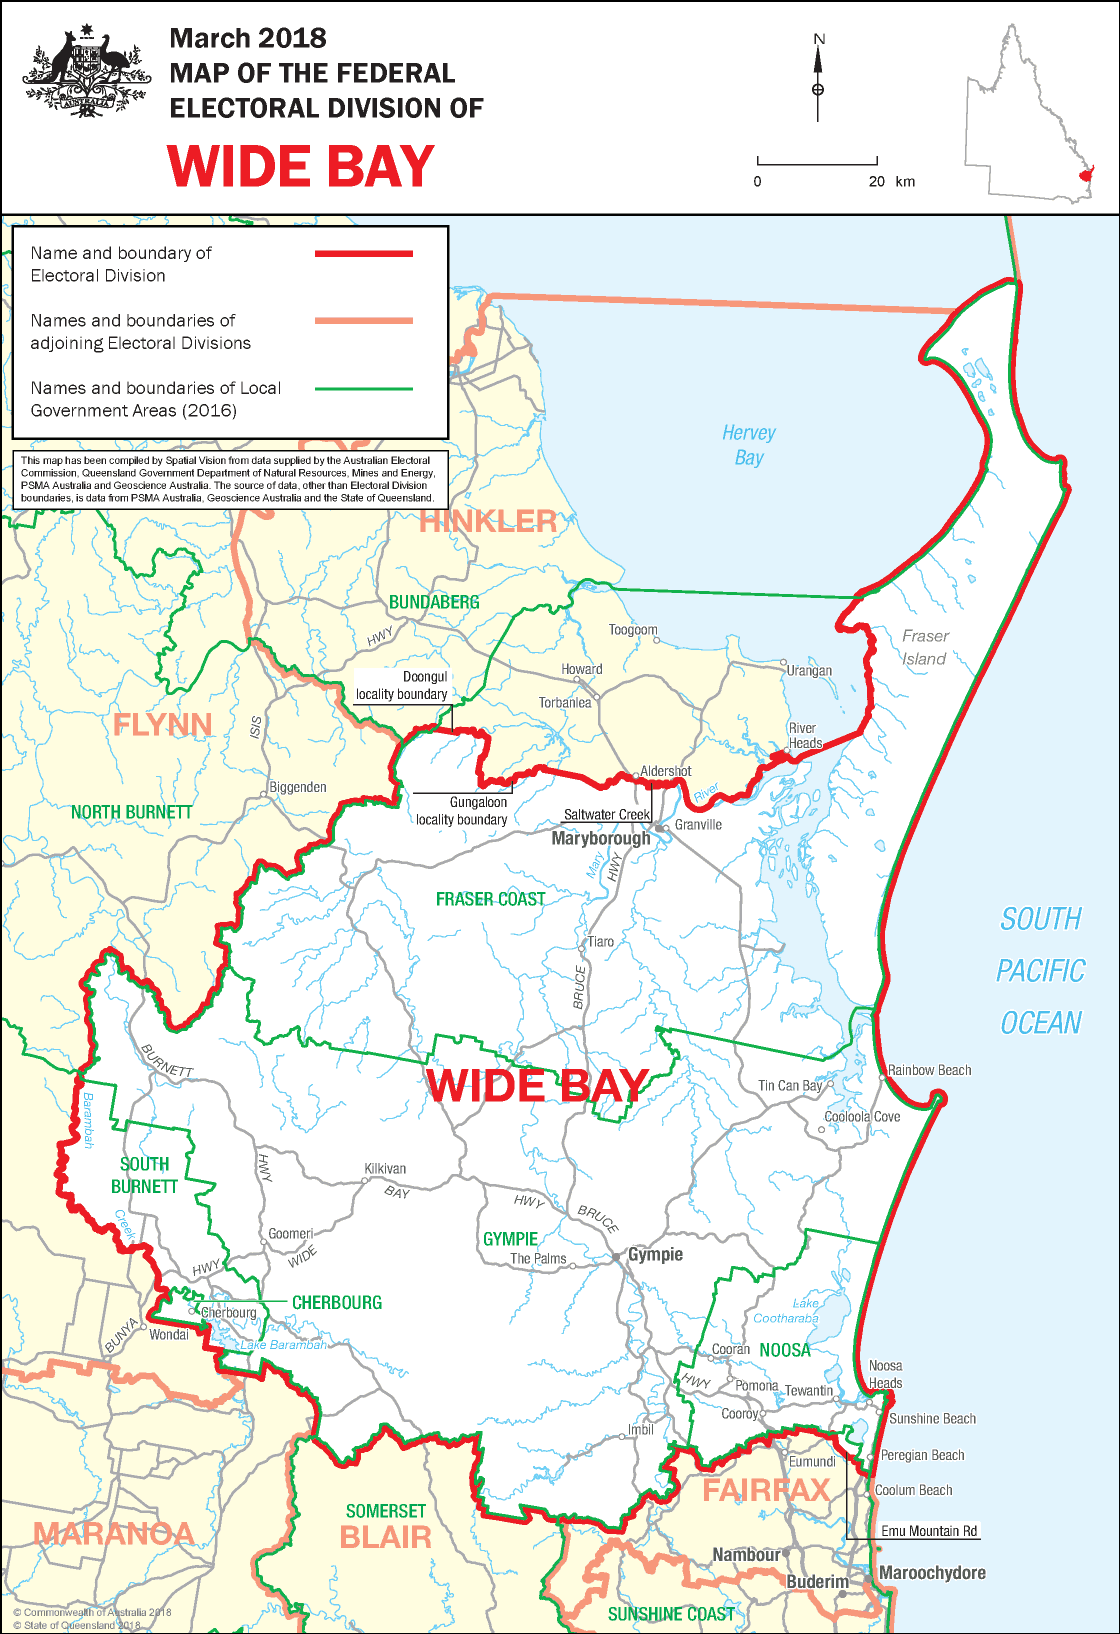 March 2018
MAP OF THE FEDERAL
ELECTORAL DIVISION OF
WIDE BAY
AUSTRALIA
N
0 20 km
Name and boundary of
Electoral Division
Names and boundaries of
adjoining Electoral Divisions
Names and boundaries of Local
Government Areas (2016)
This map has been compiled by Spatial Vision from data supplied by the Australian Electoral
Commission, Queensland Government Department of Natural Resources, Mines and Energy,
PSMA Australia and Geoscience Australia. The source of data, other than Electoral Division
boundaries, is data from PSMA Australia, Geoscience Australia and the State of Queensland.
Hervey
Bay
HINKLER
BUNDABERG
HWY
Toogoom
Fraser
Island
Howard
Urangan
Doongul
locality boundary
Torbanlea
FLYNN
ISIS
River
Heads
Aldershot
Biggenden
River
Gungaloon
locality boundary
NORTH BURNETT
Saltwater Creek
Granville
Maryborough
Mary
HWY
FRASER COAST
SOUTH
PACIFIC
OCEAN
Tiaro
BRUCE
BURNETT
WIDE BAY
Rainbow Beach
Tin Can Bay
Barambah
Cooloola Cove
SOUTH
BURNETT
HWY
Kilkivan
BAY
HWY
BRUCE
Creek
Goomeri
GYMPIE
Gympie
The Palms
WIDE
HWY
CHERBOURG
Cherbourg
Lake
Cootharaba
BUNYA
Wondai
Lake Barambah
Cooran
NOOSA
Noosa
Heads
HWY
Pomona
Tewantin
Cooroy
Sunshine Beach
Imbil
Peregian Beach
Eumundi
FAIRFAX
Coolum Beach
SOMERSET
BLAIR
MARANOA
Emu Mountain Rd
Nambour
Maroochydore
Buderim
SUNSHINE COAST
© Commonwealth of Australia 2018
© State of Queensland 2018